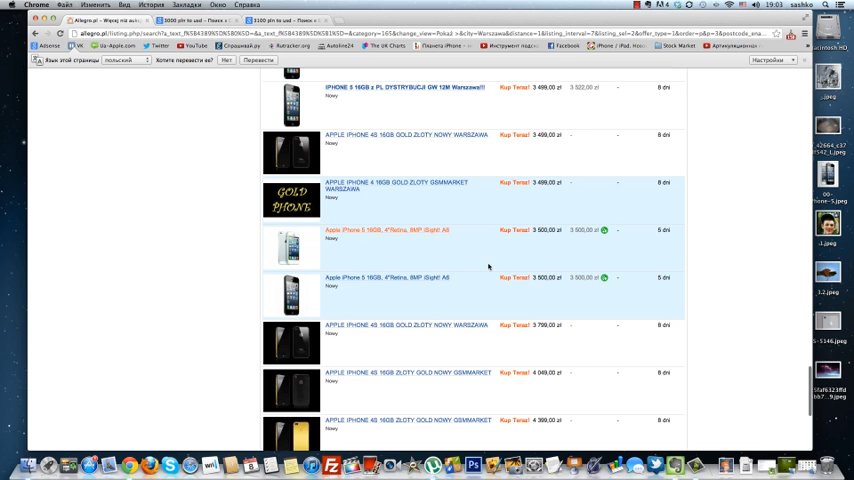 Chrome Файл Изменить Вид История Закладки Окно Справка 19:03 sashko
Allegro.pl – Więcej niż auk
3000 pln to usd – Поиск в
3100 pln to usd – Поиск в
Adsense VK Ua-Apple.com Twitter YouTube Спрашивай.ру Rutracker.org Autoline24 The UK Charts Facebook iPhone / iPod. Stock Market
Язык этой страницы польский Хотите перевести её? Нет Перевести Настройки
IPHONE 5 16GB z PL DYSTRYBUCJI GW 12M Warszawa!!! Kup Teraz! 3 499,00 zł 3 522,00 zł - 8 dni
Nowy
APPLE IPHONE 4S 16GB GOLD ZŁOTY NOWY WARSZAWA Kup Teraz! 3 499,00 zł - - 8 dni
Nowy
GOLD PHONE
APPLE IPHONE 4 16GB GOLD ZŁOTY GSMMARKET Kup Teraz! 3 499,00 zł - - 8 dni
WARSZAWA
Nowy
Apple iPhone 5 16GB, 4"Retina, 8MP iSight! A6 Kup Teraz! 3 500,00 zł 3 500,00 zł - 5 dni
Nowy
Apple iPhone 5 16GB, 4"Retina, 8MP iSight! A6 Kup Teraz! 3 500,00 zł 3 500,00 zł - 5 dni
Nowy
APPLE IPHONE 4S 16GB GOLD ZŁOTY NOWY WARSZAWA Kup Teraz! 3 799,00 zł - - 8 dni
Nowy
APPLE IPHONE 4S 16GB ZŁOTY GOLD NOWY GSMMARKET Kup Teraz! 4 049,00 zł - - 8 dni
Nowy
APPLE IPHONE 4S 16GB ZŁOTY GOLD NOWY GSMMARKET Kup Teraz! 4 399,00 zł - - 8 dni
Nowy